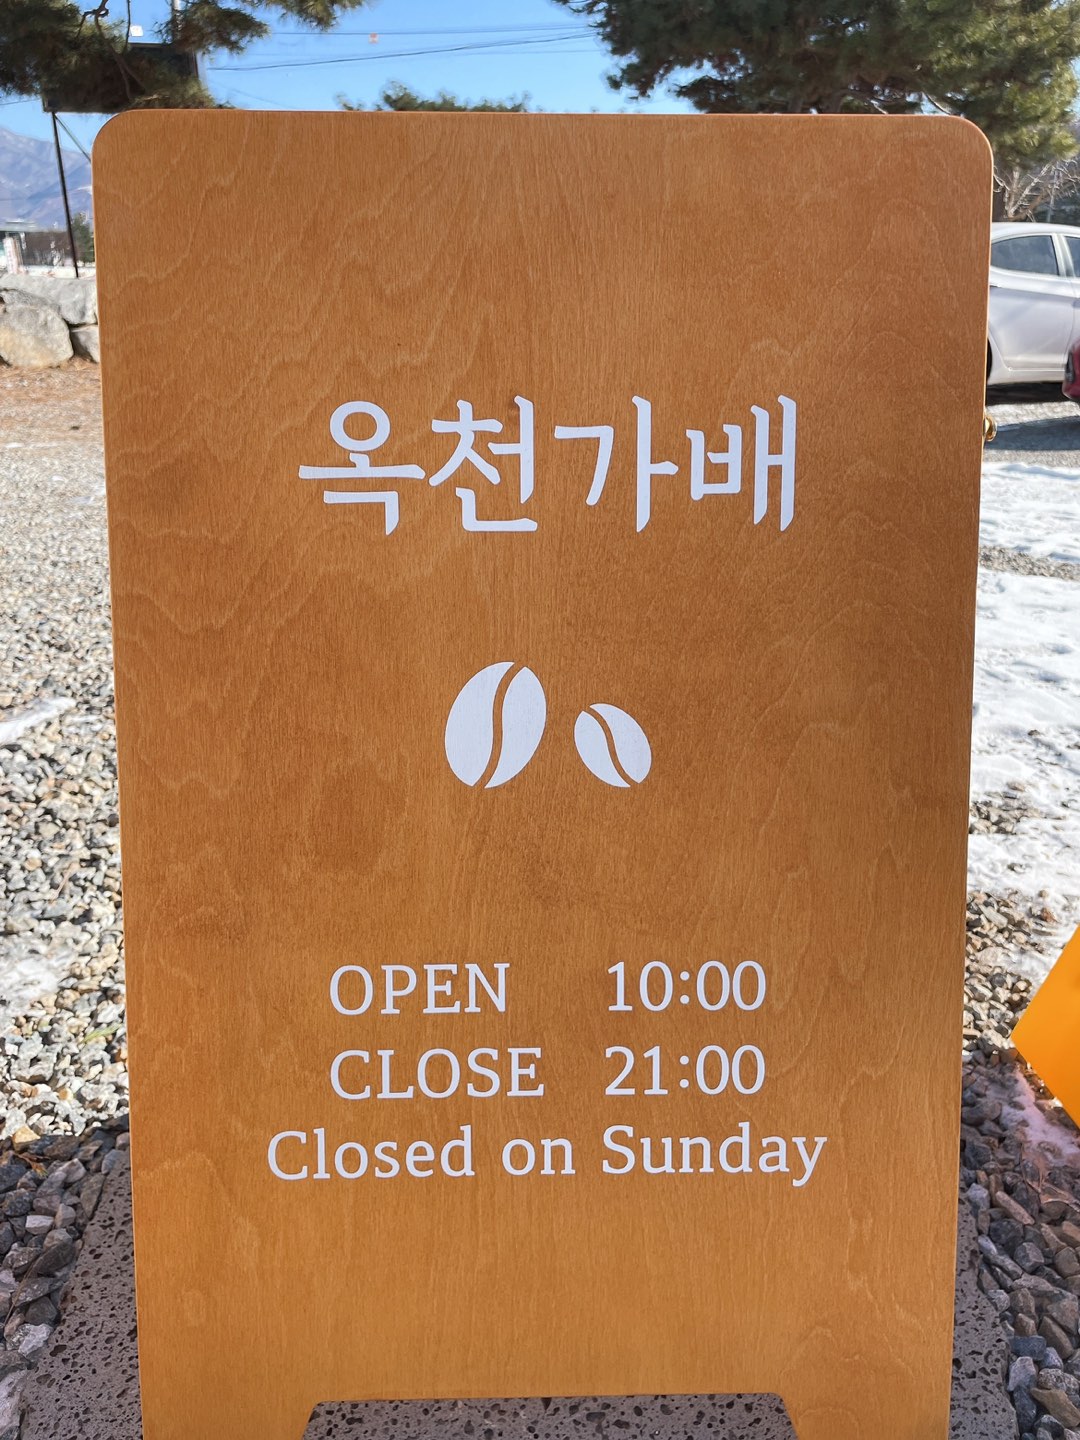 옥천가배
OPEN 10:00
CLOSE 21:00
Closed on Sunday